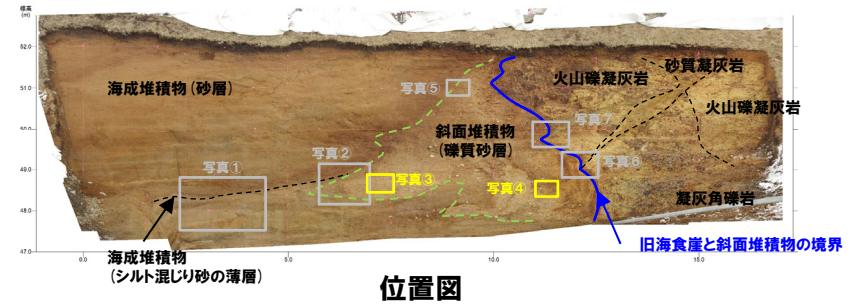 標高
(m)
52.0
51.0
50.0
49.0
48.0
47.0
0.0
5.0
10.0
15.0
海成堆積物(砂層)
写真⑤
火山礫凝灰岩
砂質凝灰岩
火山礫凝灰岩
斜面堆積物
(礫質砂層)
写真⑦
写真①
写真②
写真③
写真④
写真⑥
凝灰角礫岩
海成堆積物
(シルト混じり砂の薄層)
旧海食崖と斜面堆積物の境界
位置図